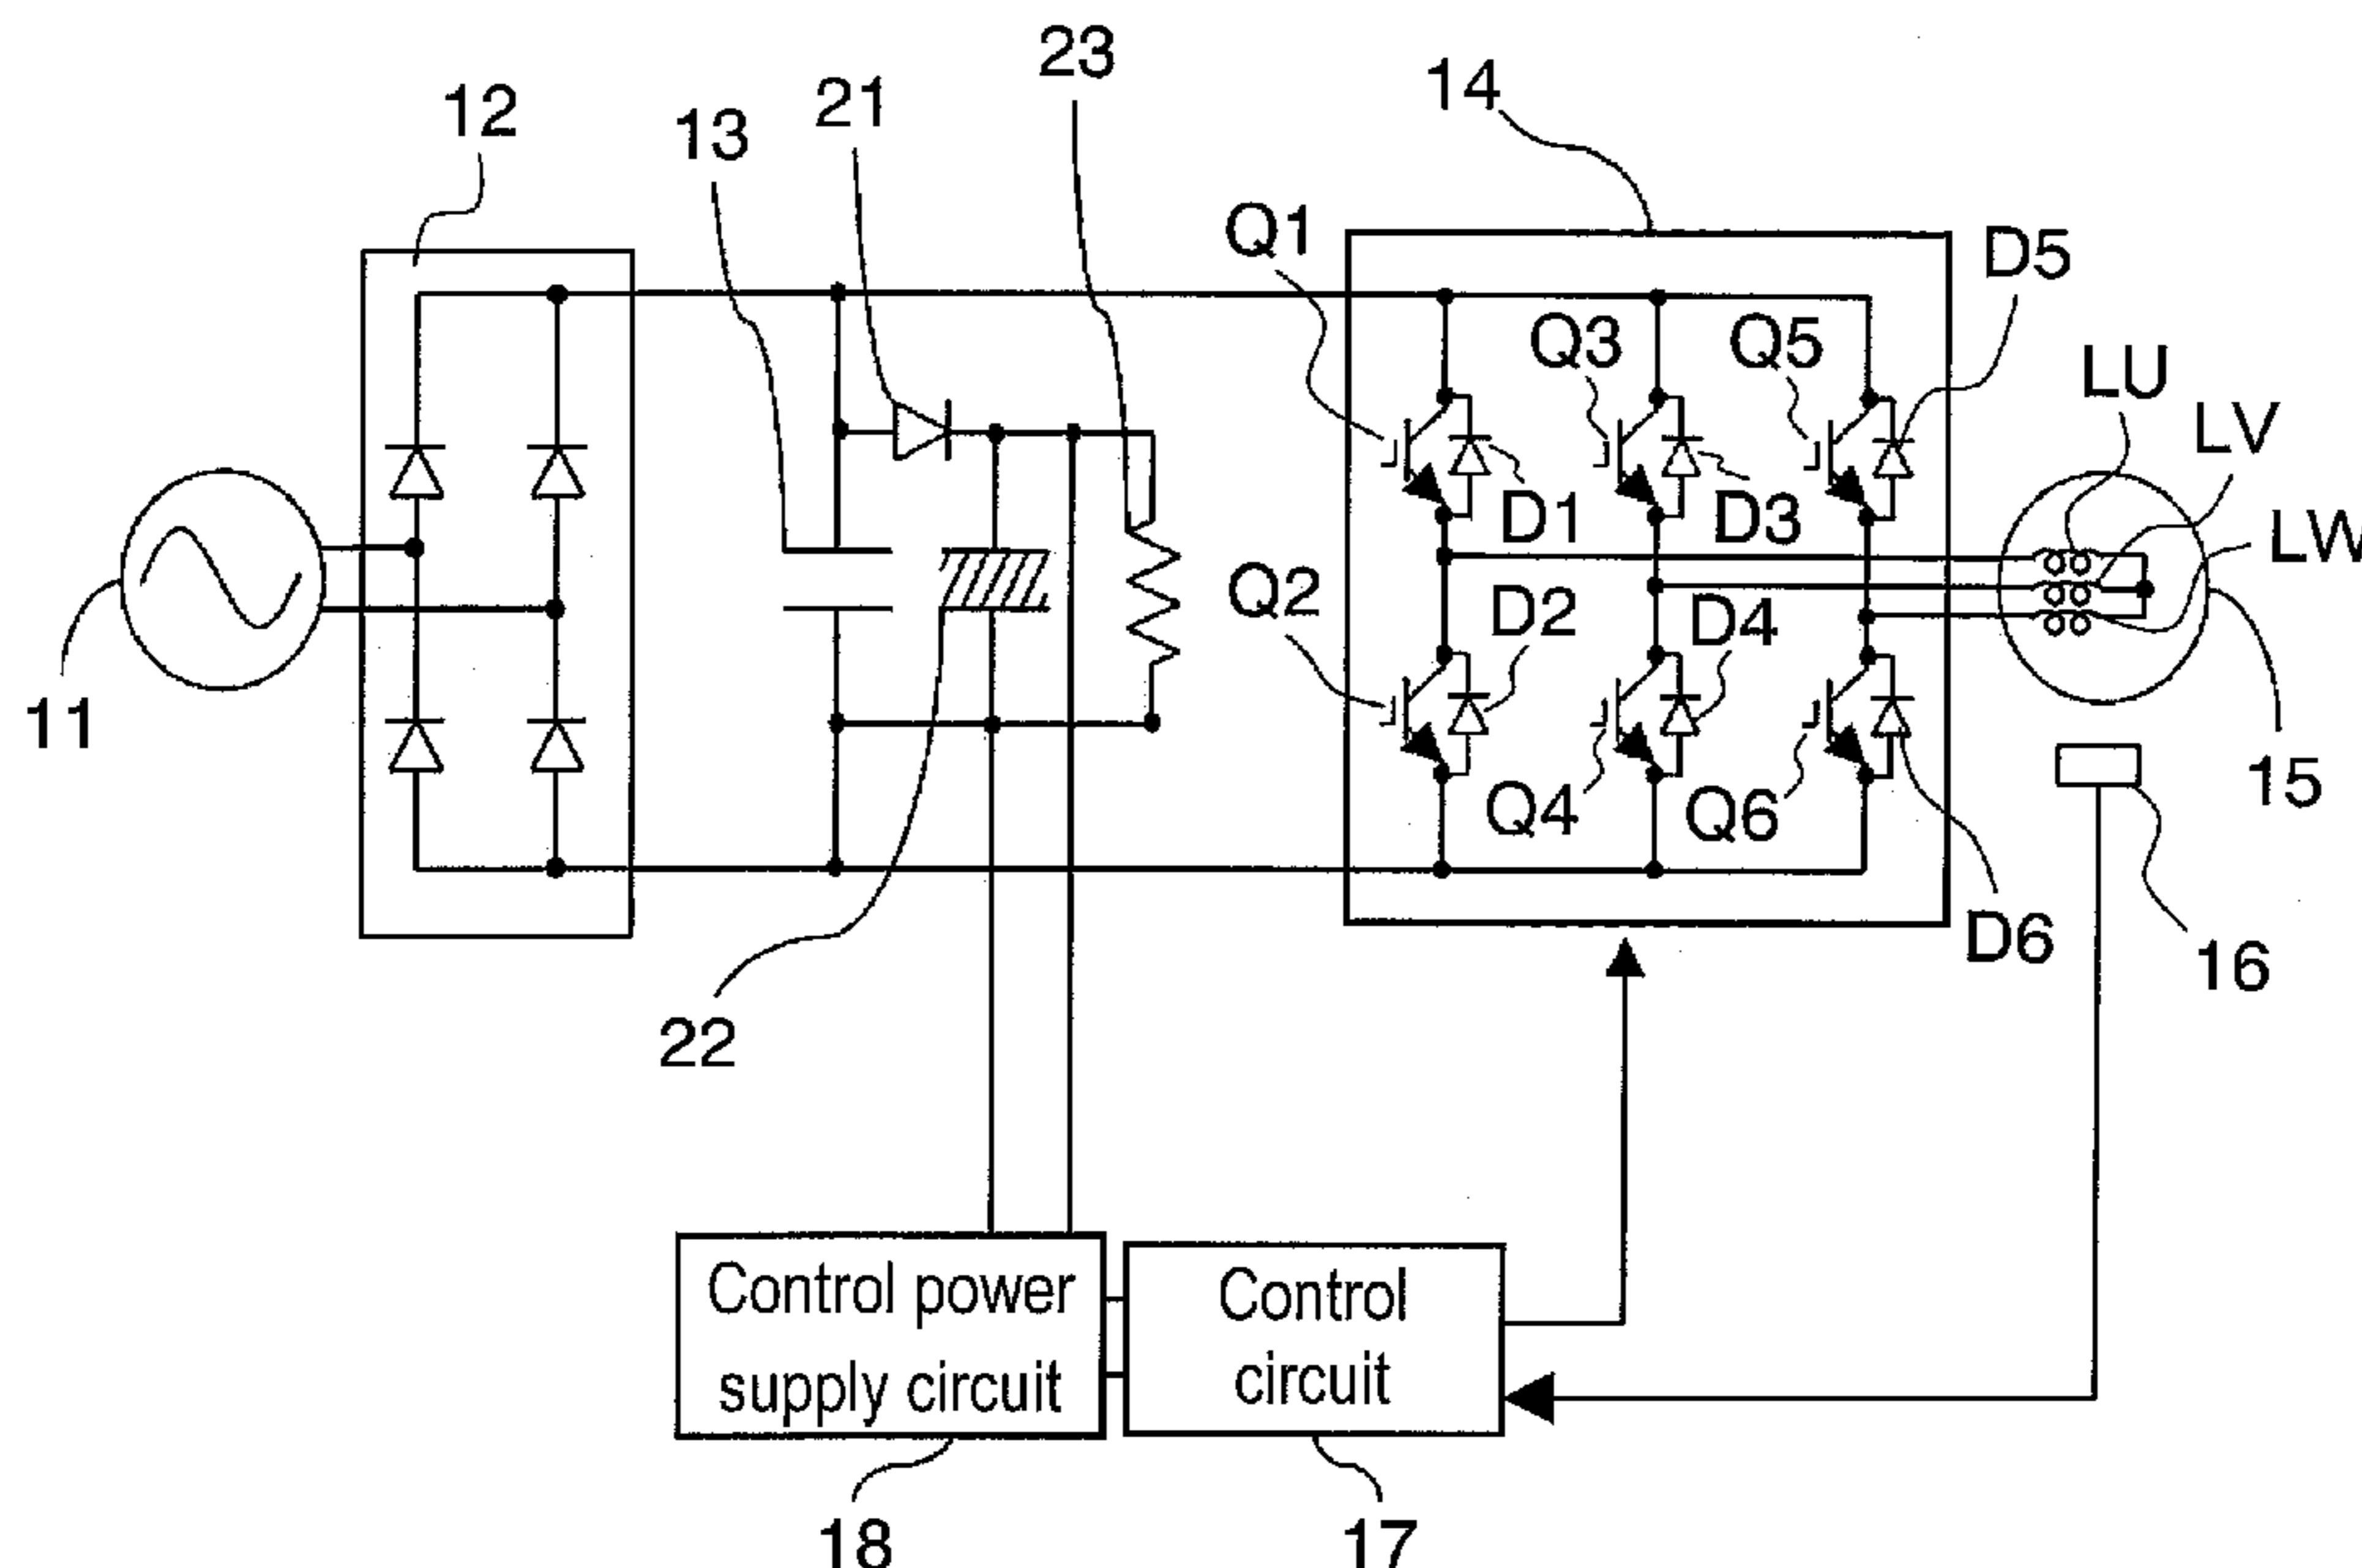 23
14
21
12
13
Q1
D5
Q3
Q5
LU
LV
D1
D3
LW
Q2
D2
D4
11
15
Q4
Q6
D6
16
22
Control power
supply circuit
Control
circuit
18
17